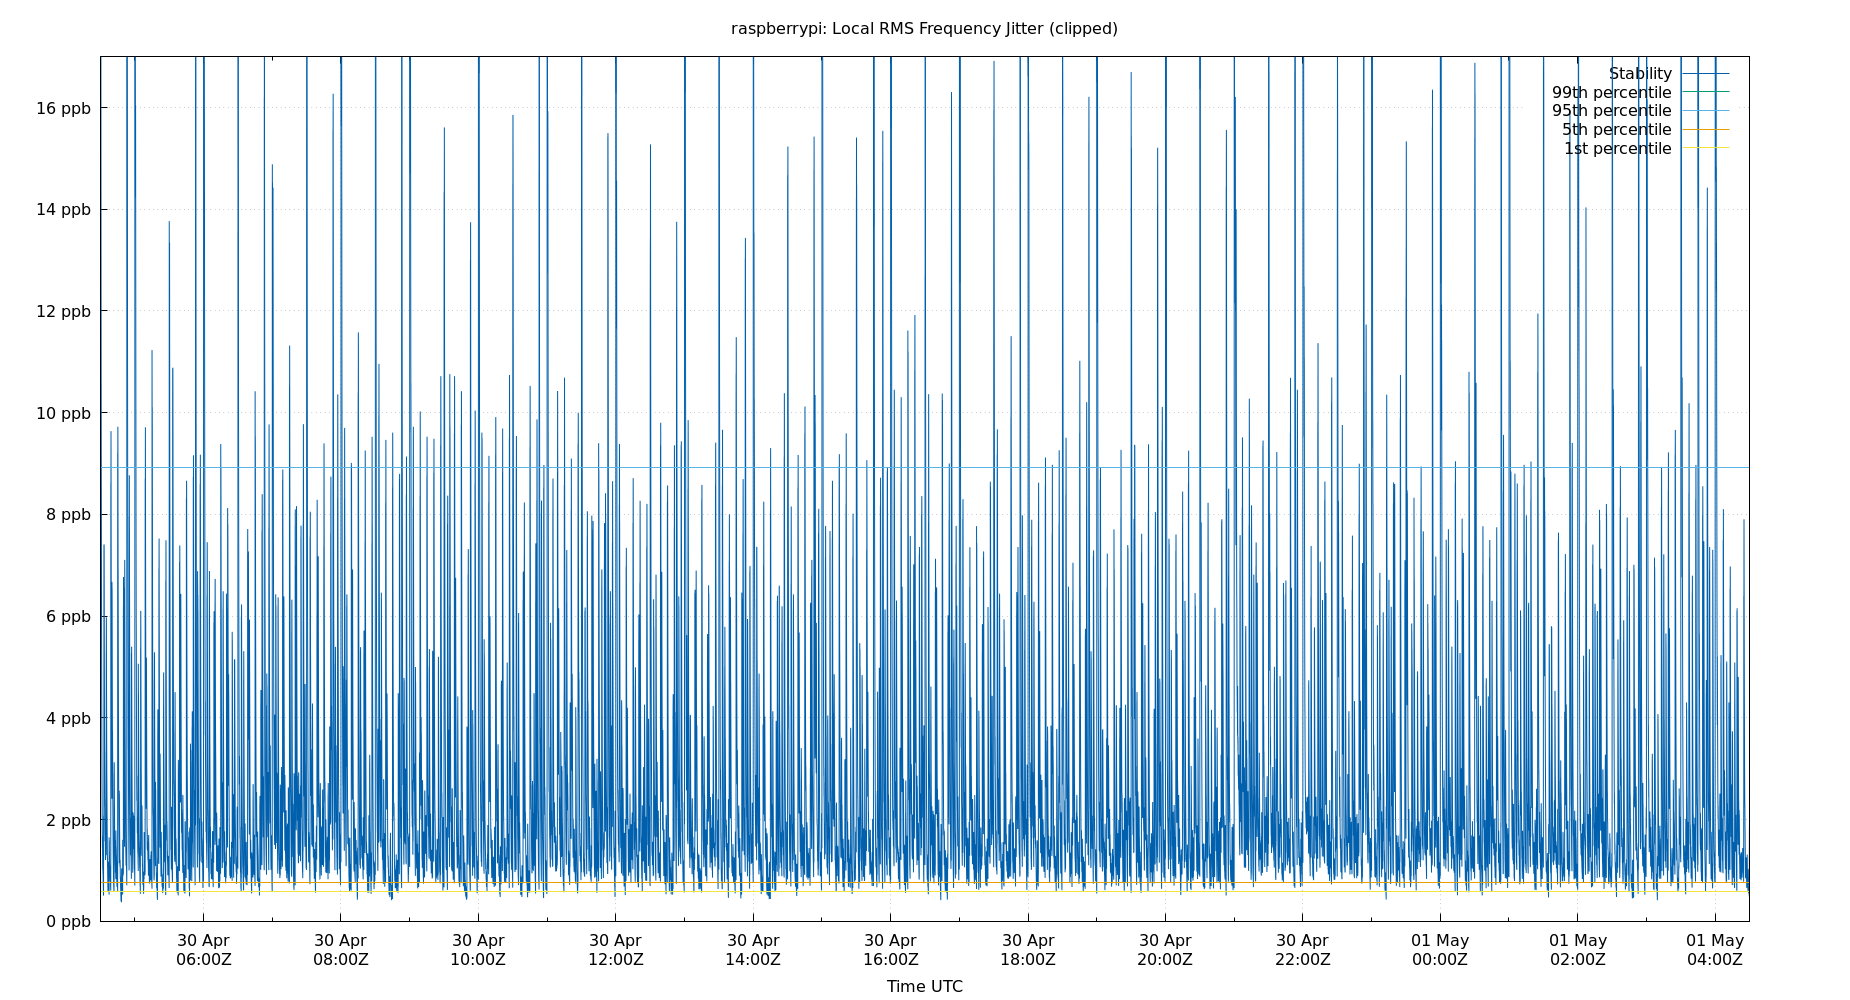 raspberrypi: Local RMS Frequency Jitter (clipped)
Stability
99th percentile
95th percentile
5th percentile
1st percentile
16 ppb
14 ppb
12 ppb
10 ppb
8 ppb
6 ppb
4 ppb
2 ppb
0 ppb
30 Apr 30 Apr 30 Apr 30 Apr 30 Apr 30 Apr 30 Apr 30 Apr 30 Apr 01 May 01 May 01 May
06:00Z 08:00Z 10:00Z 12:00Z 14:00Z 16:00Z 18:00Z 20:00Z 22:00Z 00:00Z 02:00Z 04:00Z
Time UTC